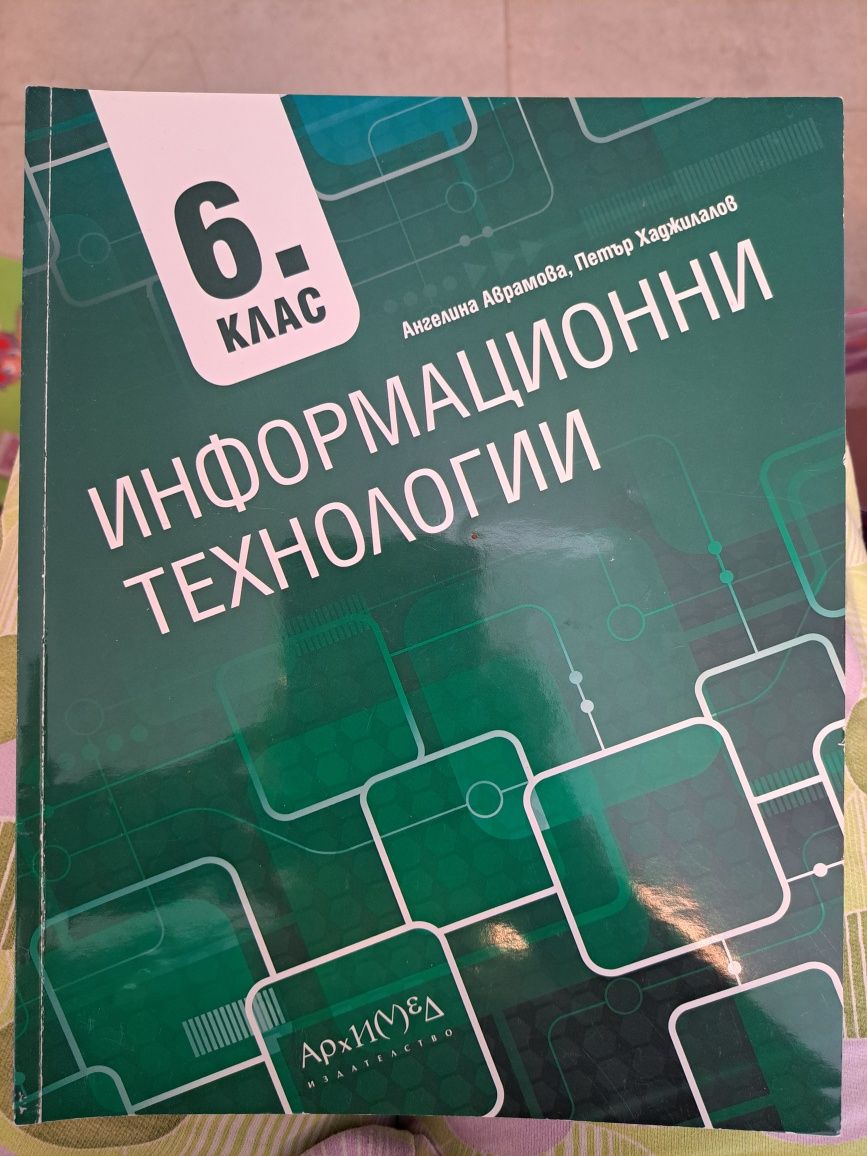 6.
КЛАС
Ангелина Аврамова, Петър Хаджилалов
ИНФОРМАЦИОННИ
ТЕХНОЛОГИИ
АРХИМЕД
ИЗДАТЕЛСТВО